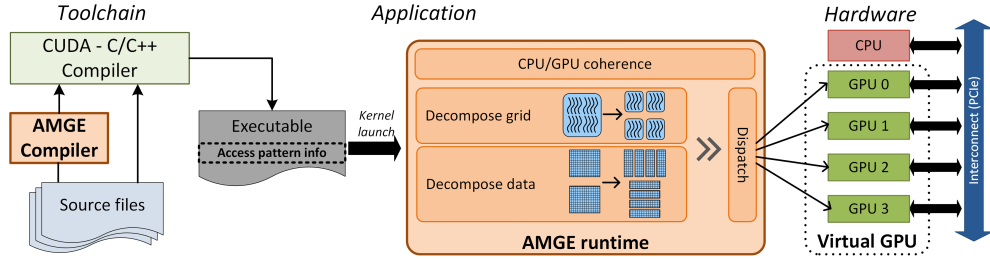 Toolchain
CUDA - C/C++
Compiler
AMGE
Compiler
Source files
Executable
Access pattern info
Kernel
launch
Application
CPU/GPU coherence
Decompose grid
Decompose data
Dispatch
AMGE runtime
Hardware
CPU
GPU 0
GPU 1
GPU 2
GPU 3
Virtual GPU
Interconnect (PCIe)